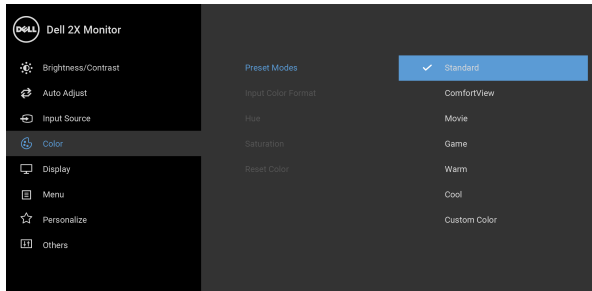 DELL Dell 2X Monitor
Brightness/Contrast
Auto Adjust
Input Source
Color
Display
Menu
Personalize
Others
Preset Modes
Input Color Format
Hue
Saturation
Reset Color
Standard
ComfortView
Movie
Game
Warm
Cool
Custom Color